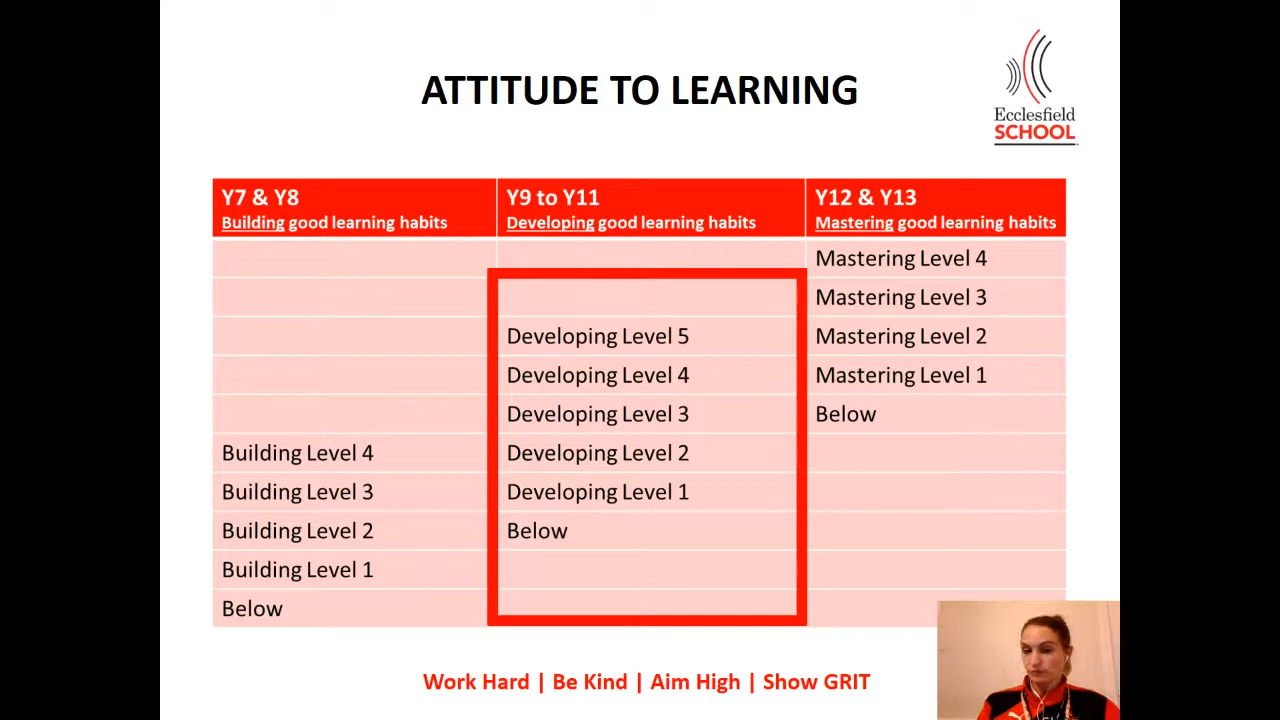 ATTITUDE TO LEARNING
Ecclesfield
SCHOOL
Y7 & Y8
Building good learning habits
Y9 to Y11
Developing good learning habits
Y12 & Y13
Mastering good learning habits
Mastering Level 4
Mastering Level 3
Developing Level 5
Mastering Level 2
Developing Level 4
Mastering Level 1
Developing Level 3
Below
Building Level 4
Developing Level 2
Building Level 3
Developing Level 1
Building Level 2
Below
Building Level 1
Below
Work Hard | Be Kind | Aim High | Show GRIT